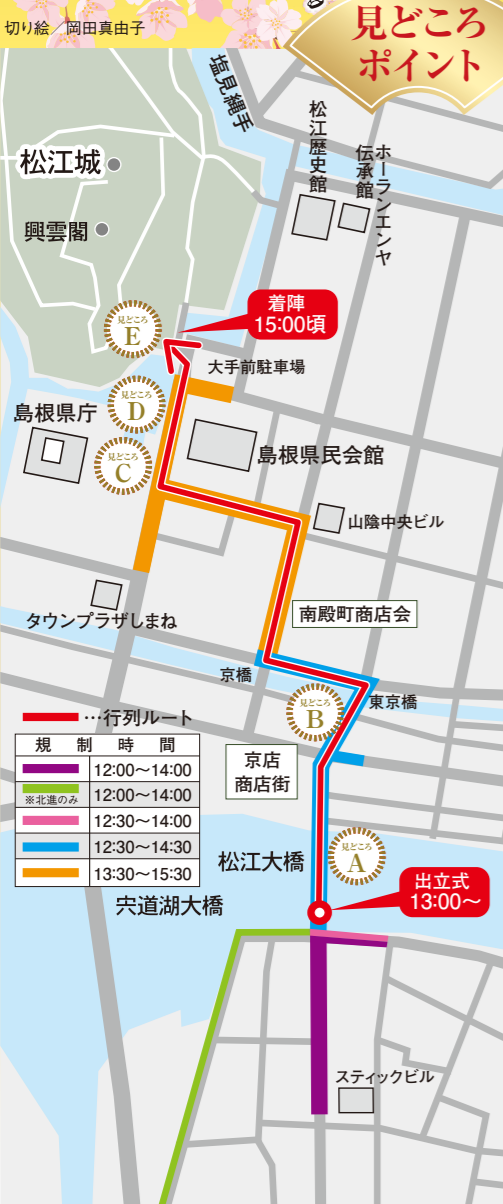 切り絵／岡田真由子
見どころ
ポイント
塩見縄手
松江歴史館
ホーランエンヤ
伝承館
松江城
興雲閣
見どころ
E
着陣
15:00頃
大手前駐車場
見どころ
D
島根県庁
見どころ
C
島根県民会館
山陰中央ビル
タウンプラザしまね
南殿町商店会
京橋
東京橋
見どころ
B
…行列ルート
規制時間
12:00〜14:00
※北進のみ 12:00〜14:00
12:30〜14:00
12:30〜14:30
13:30〜15:30
京店
商店街
松江大橋
見どころ
A
宍道湖大橋
出立式
13:00〜
スティックビル